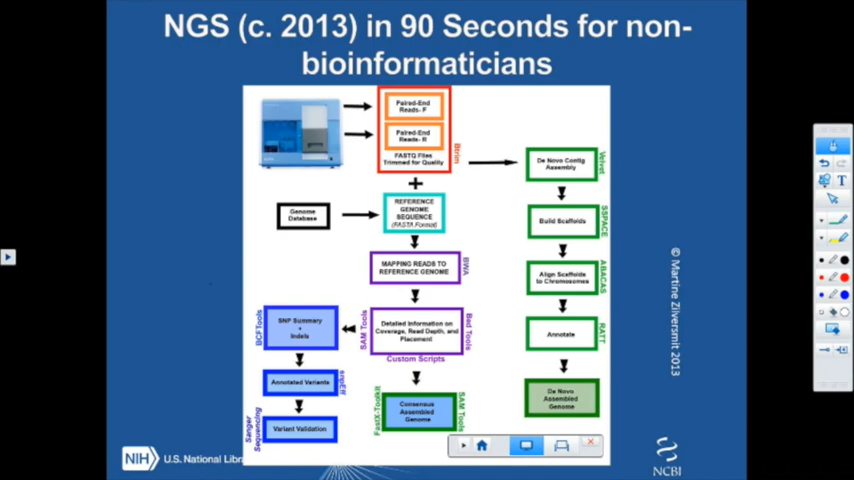 NGS (c. 2013) in 90 Seconds for non-
bioinformaticians
Paired-End
Reads- F
Paired-End
Reads- R
FASTQ Files
Trimmed for Quality
Btrim
+
Genome
Database
REFERENCE
GENOME
SEQUENCE
(FASTA Format)
MAPPING READS TO
REFERENCE GENOME
BWA
SAM Tools
Detailed Information on
Coverage, Read Depth, and
Placement
Bed Tools
Custom Scripts
BCFTools
SNP Summary
+
Indels
Annotated Variants
snpEff
Sanger
Sequencing
Variant Validation
FastX-Toolkit
Consensus
Assembled
Genome
SAM Tools
De Novo Contig
Assembly
Velvet
Build Scaffolds
SSPACE
Align Scaffolds
to Chromosomes
ABACAS
Annotate
RATT
De Novo
Assembled
Genome
© Martine Zilversmit 2013
NIH
U.S. National Libr
NCBI
T